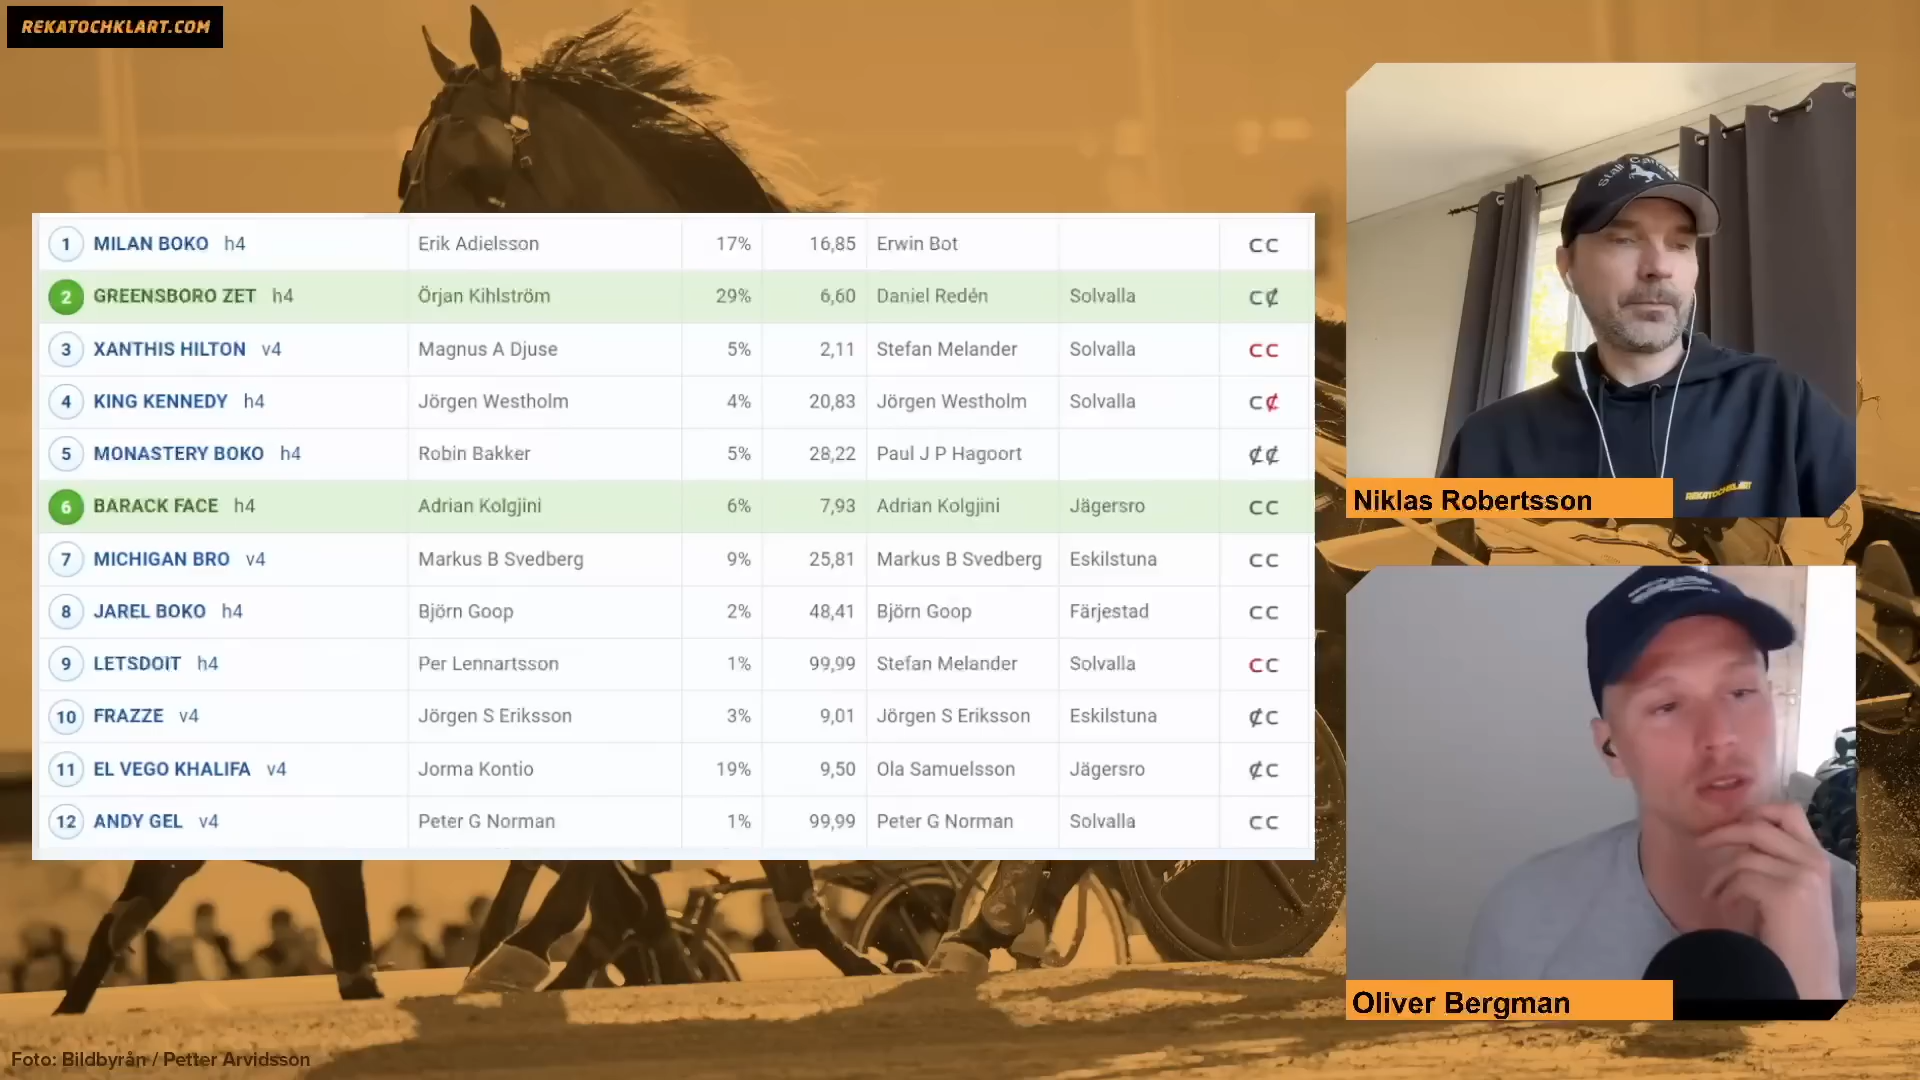 REKATOCHKLART.COM
1 MILAN BOKO h4 Erik Adielsson 17% 16,85 Erwin Bot C C
2 GREENSBORO ZET h4 Örjan Kihlström 29% 6,60 Daniel Redén Solvalla C ₵
3 XANTHIS HILTON v4 Magnus A Djuse 5% 2,11 Stefan Melander Solvalla C C
4 KING KENNEDY h4 Jörgen Westholm 4% 20,83 Jörgen Westholm Solvalla C ₵
5 MONASTERY BOKO h4 Robin Bakker 5% 28,22 Paul J P Hagoort ₵ ₵
6 BARACK FACE h4 Adrian Kolgjini 6% 7,93 Adrian Kolgjini Jägersro C C
7 MICHIGAN BRO v4 Markus B Svedberg 9% 25,81 Markus B Svedberg Eskilstuna C C
8 JAREL BOKO h4 Björn Goop 2% 48,41 Björn Goop Färjestad C C
9 LETSDOIT h4 Per Lennartsson 1% 99,99 Stefan Melander Solvalla C C
10 FRAZZE v4 Jörgen S Eriksson 3% 9,01 Jörgen S Eriksson Eskilstuna ₵ C
11 EL VEGO KHALIFA v4 Jorma Kontio 19% 9,50 Ola Samuelsson Jägersro ₵ C
12 ANDY GEL v4 Peter G Norman 1% 99,99 Peter G Norman Solvalla C C
Stall
REKATOCHKLART
Niklas Robertsson
Oliver Bergman
Foto: Bildbyrån / Petter Arvidsson